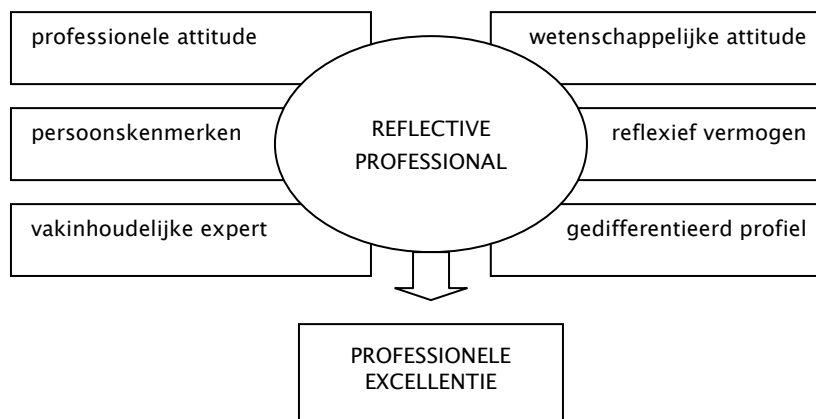 professionele attitude
wetenschappelijke attitude
persoonskenmerken
REFLECTIVE
PROFESSIONAL
reflexief vermogen
vakinhoudelijke expert
gedifferentieerd profiel
PROFESSIONELE
EXCELLENTIE